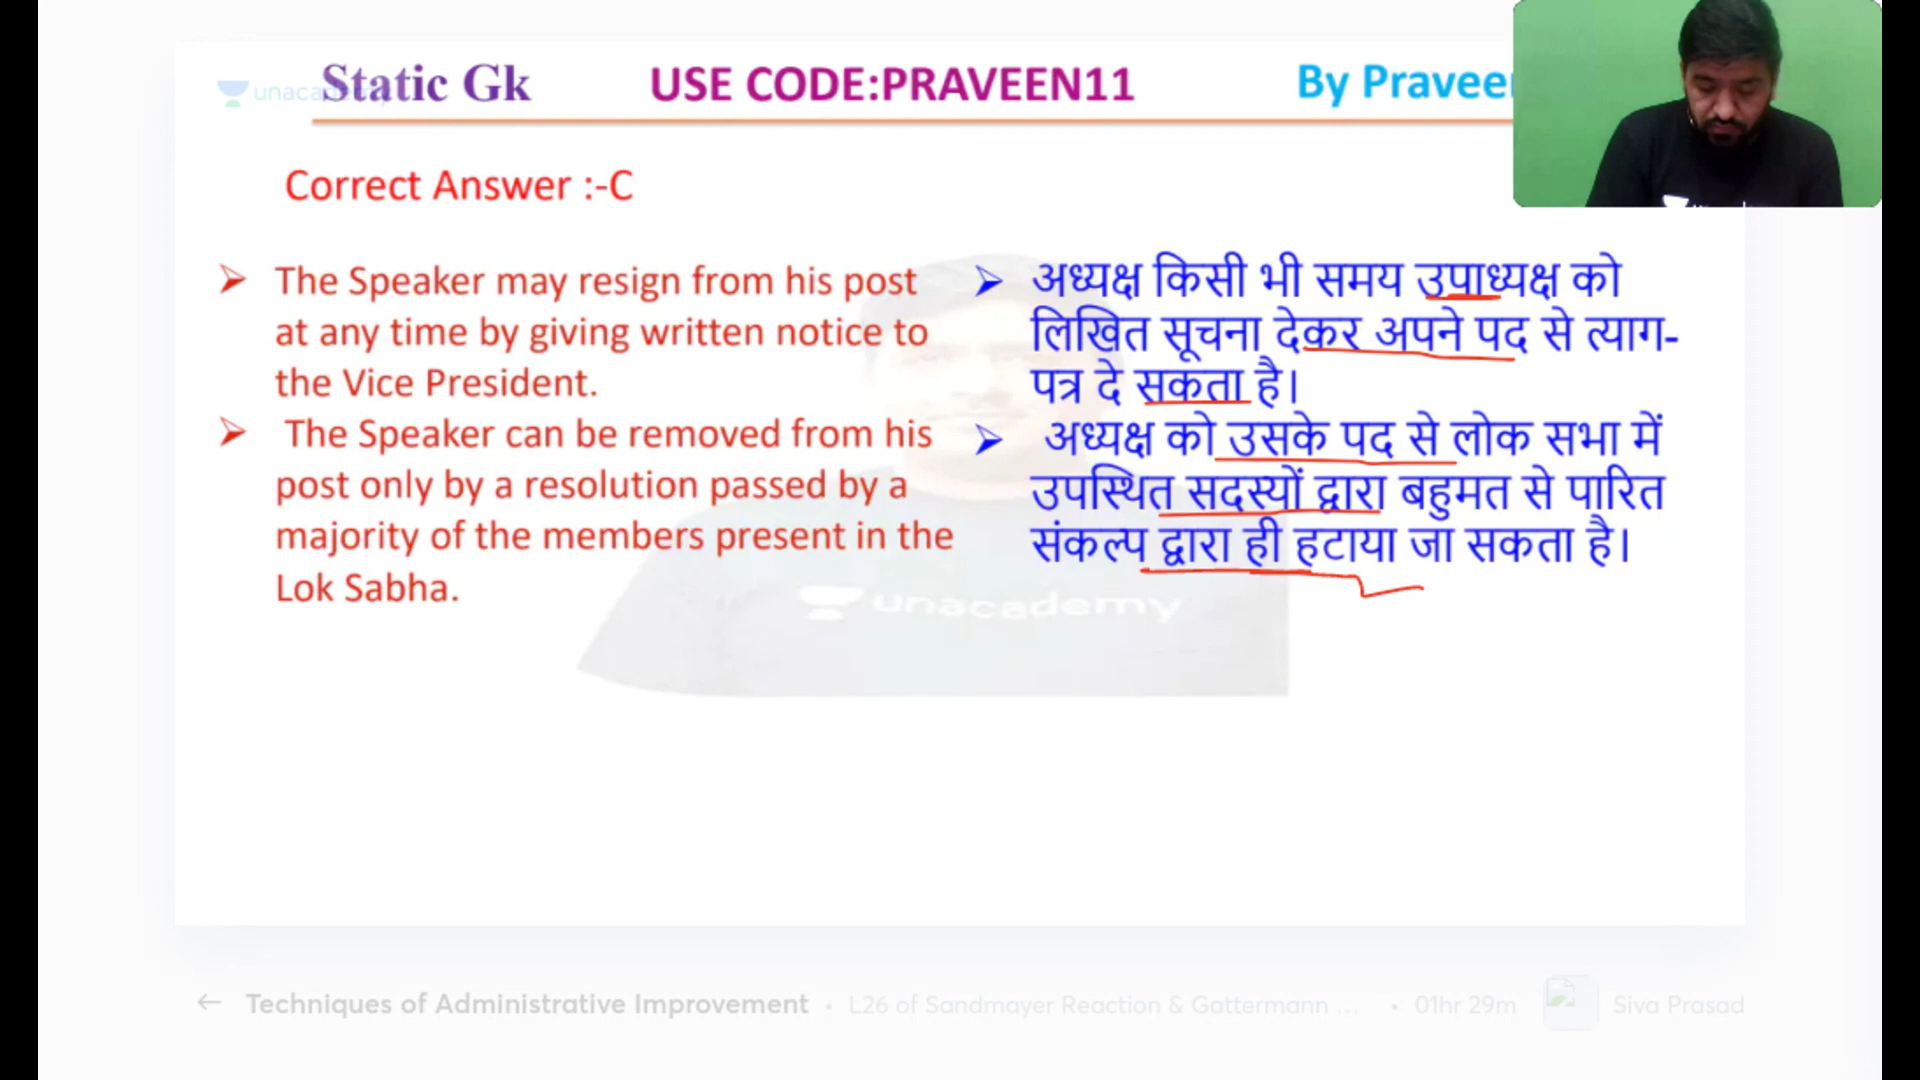 unacademy
Static Gk
USE CODE:PRAVEEN11
By Pravee
Correct Answer :-C
The Speaker may resign from his post
at any time by giving written notice to
the Vice President.
The Speaker can be removed from his
post only by a resolution passed by a
majority of the members present in the
Lok Sabha.
अध्यक्ष किसी भी समय उपाध्यक्ष को
लिखित सूचना देकर अपने पद से त्याग-
पत्र दे सकता है।
अध्यक्ष को उसके पद से लोक सभा में
उपस्थित सदस्यों द्वारा बहुमत से पारित
संकल्प द्वारा ही हटाया जा सकता है।
unacademy
Techniques of Administrative Improvement • L26 of Sandmayer Reaction & Gattermann ... • 01hr 29m Siva Prasad